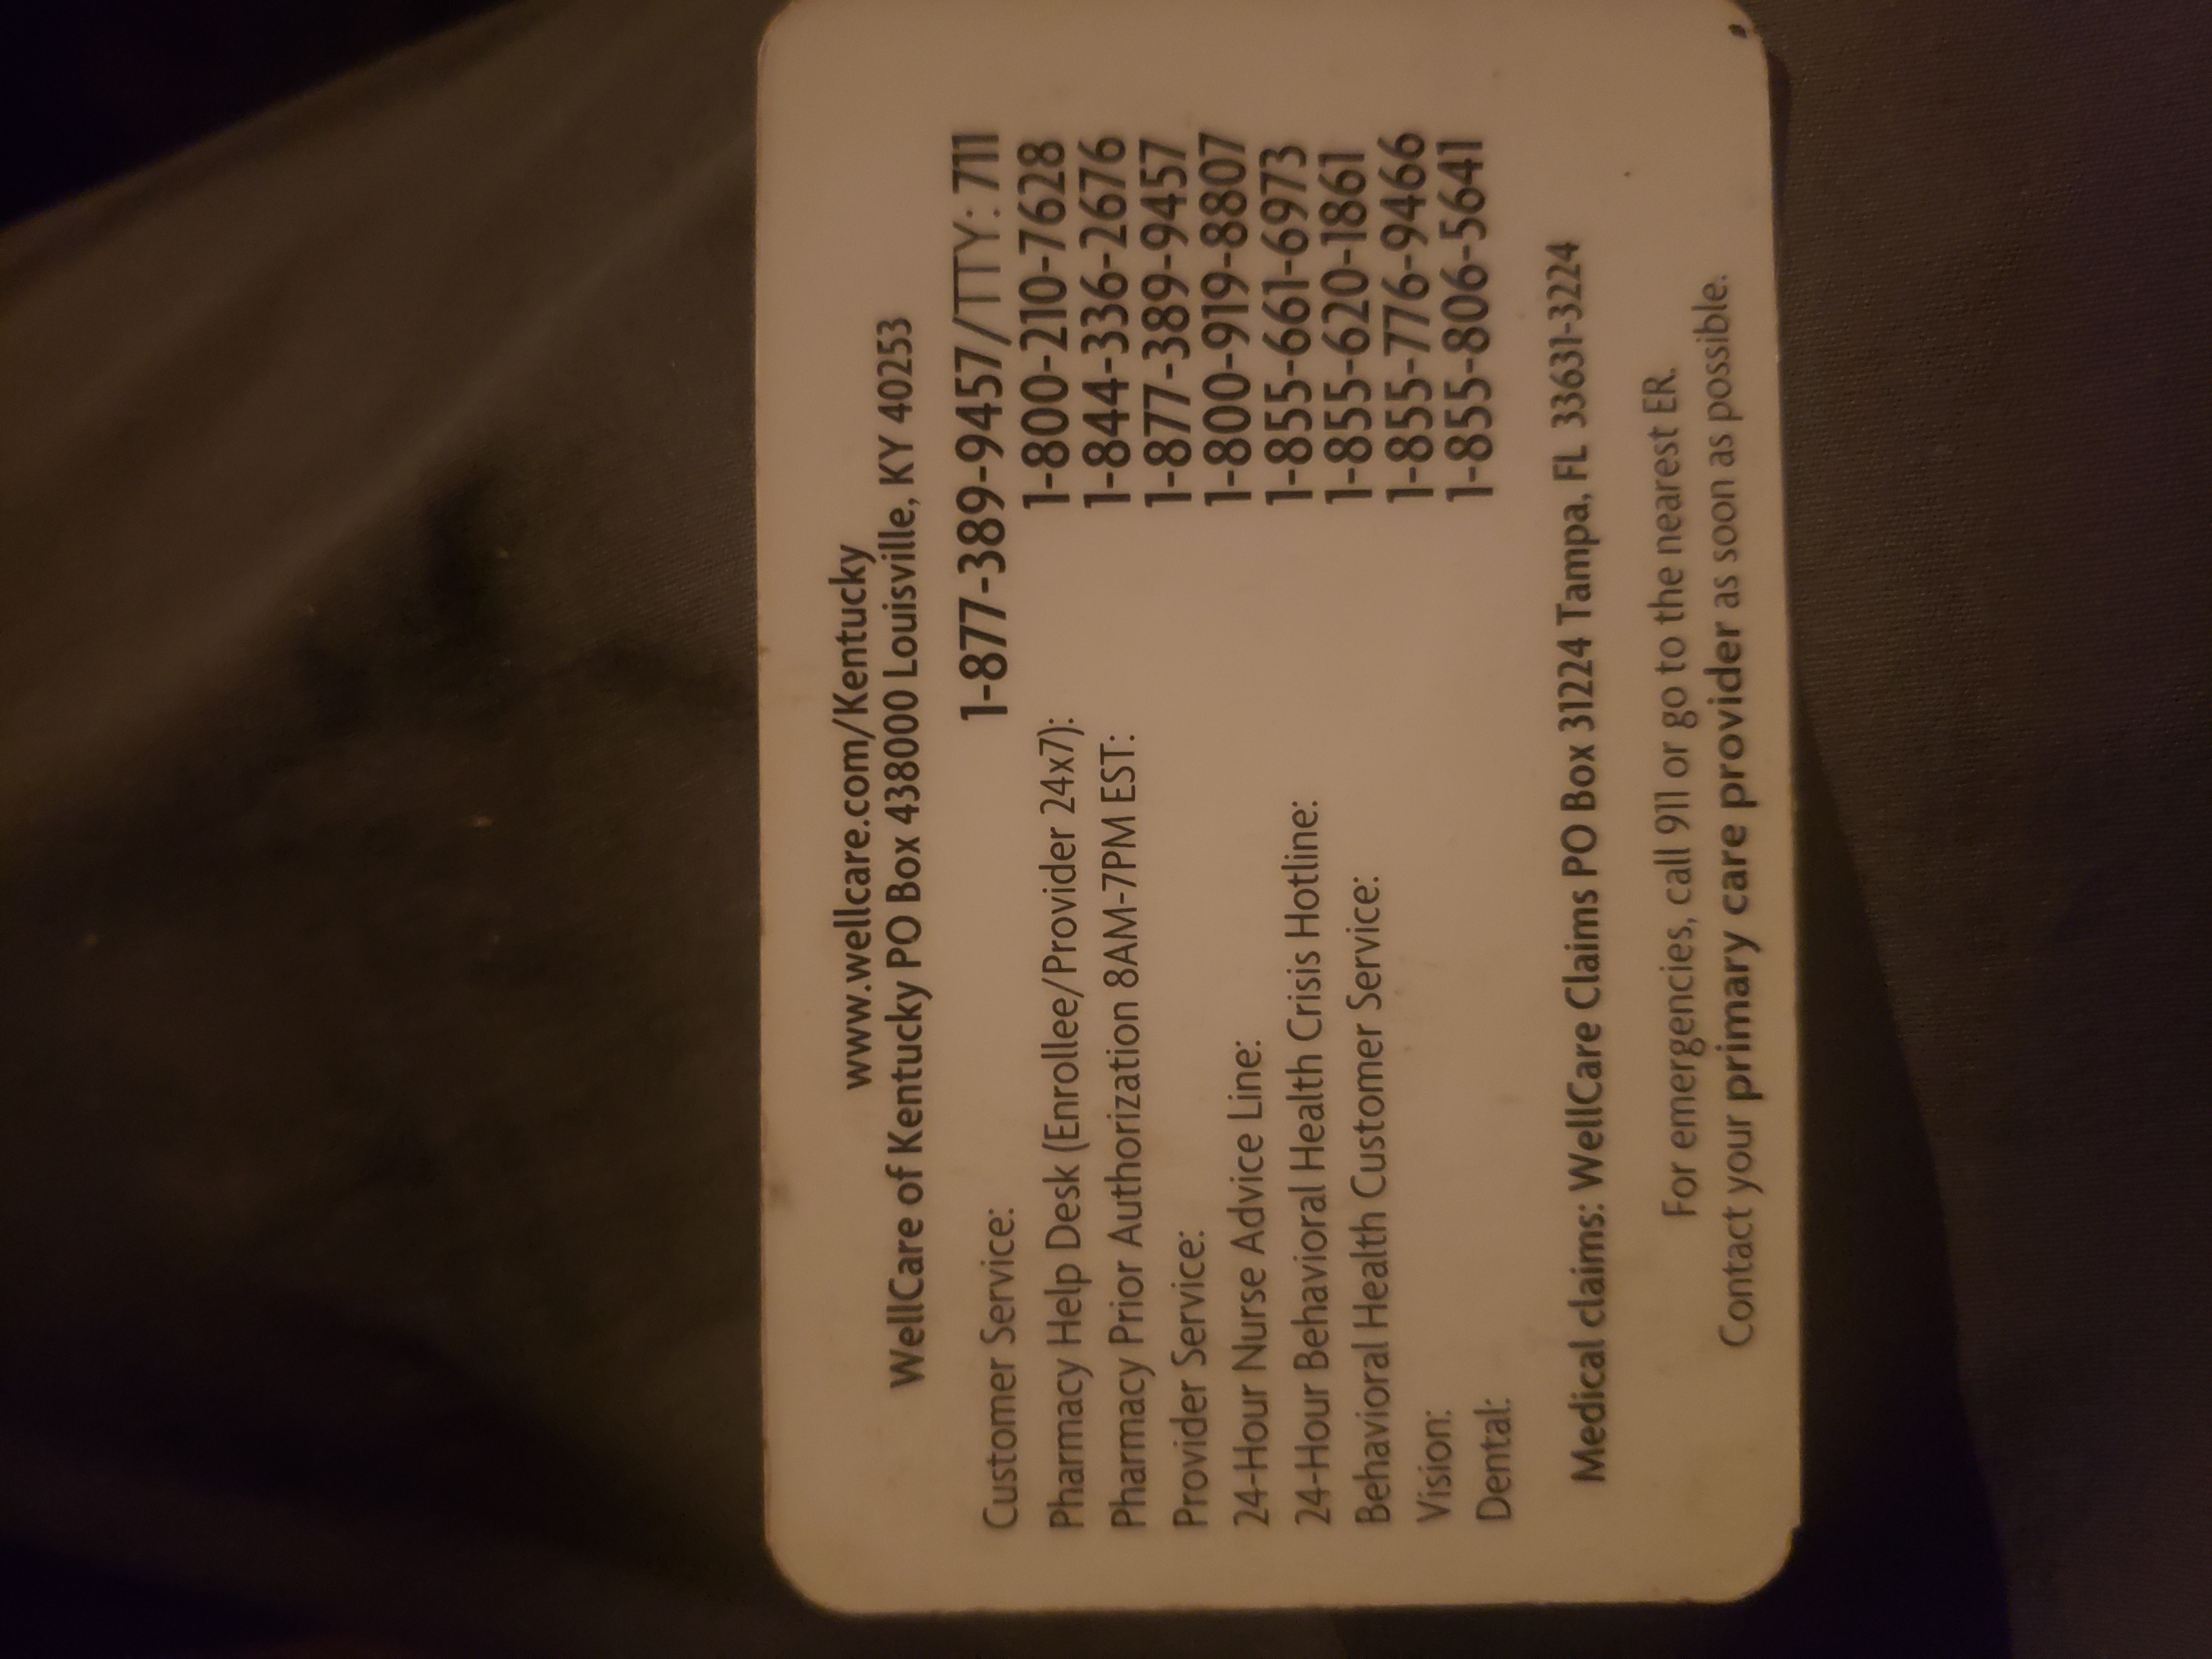 www.wellcare.com/Kentucky
WellCare of Kentucky PO Box 438000 Louisville, KY 40253
Customer Service: 1-877-389-9457/TTY: 711
Pharmacy Help Desk (Enrollee/Provider 24x7): 1-800-210-7628
Pharmacy Prior Authorization 8AM-7PM EST: 1-844-336-2676
Provider Service: 1-877-389-9457
24-Hour Nurse Advice Line: 1-800-919-8807
24-Hour Behavioral Health Crisis Hotline: 1-855-661-6973
Behavioral Health Customer Service: 1-855-620-1861
Vision: 1-855-776-9466
Dental: 1-855-806-5641
Medical claims: WellCare Claims PO Box 31224 Tampa, FL 33631-3224
For emergencies, call 911 or go to the nearest ER.
Contact your primary care provider as soon as possible.